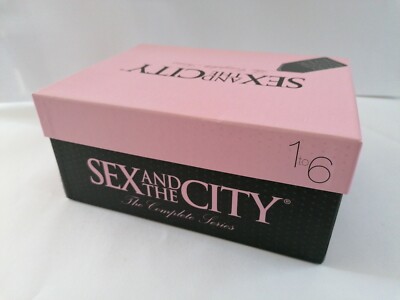 SEX AND THE CITY
1 to 6
SEX AND THE CITY®
The Complete Series